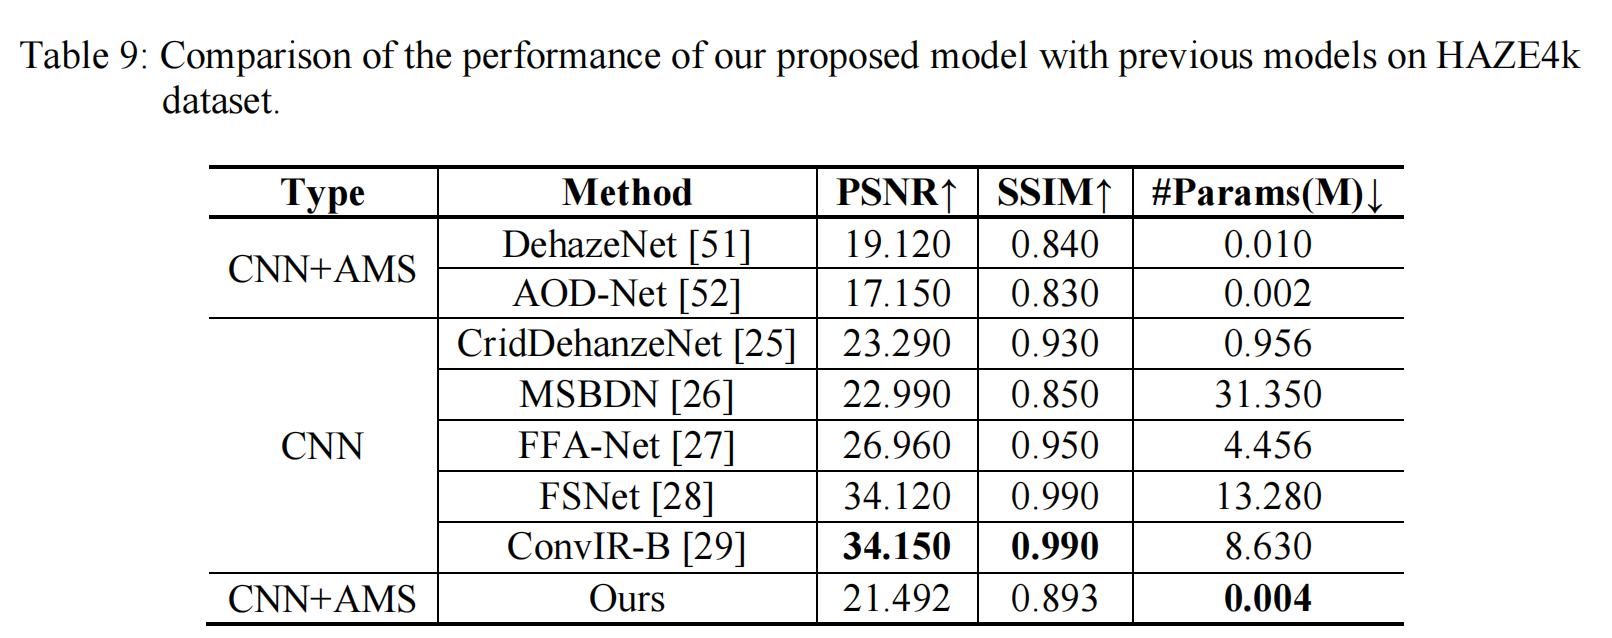 Table 9: Comparison of the performance of our proposed model with previous models on HAZE4k
dataset.
Type Method PSNR↑ SSIM↑ #Params(M)↓
CNN+AMS
DehazeNet [51] 19.120 0.840 0.010
AOD-Net [52] 17.150 0.830 0.002
CNN
CridDehanzeNet [25] 23.290 0.930 0.956
MSBDN [26] 22.990 0.850 31.350
FFA-Net [27] 26.960 0.950 4.456
FSNet [28] 34.120 0.990 13.280
ConvIR-B [29] 34.150 0.990 8.630
CNN+AMS Ours 21.492 0.893 0.004